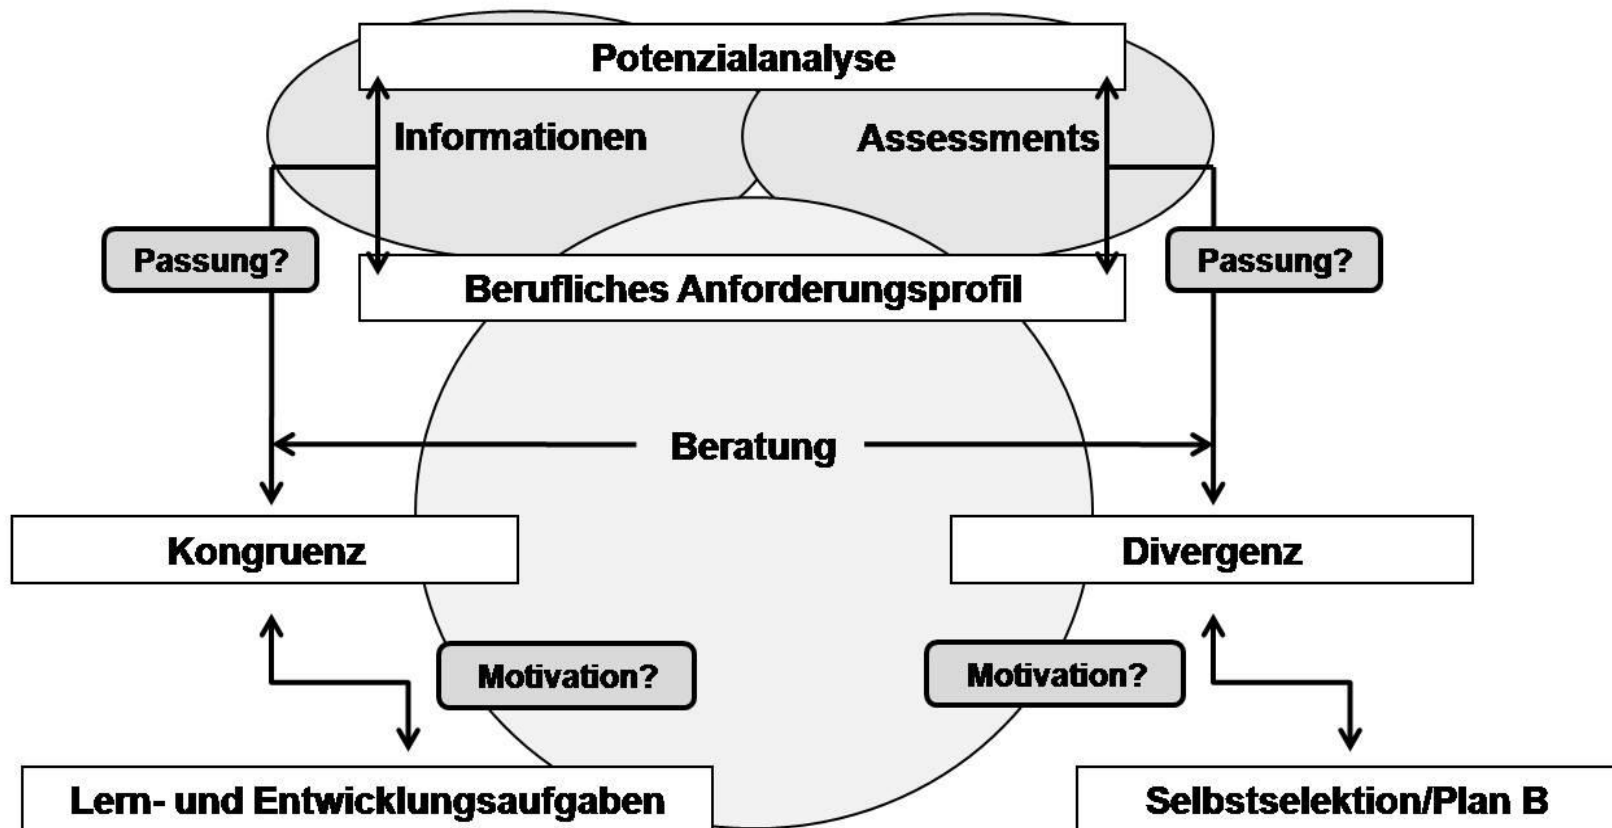 Potenzialanalyse
Informationen
Assessments
Passung?
Passung?
Berufliches Anforderungsprofil
Beratung
Kongruenz
Divergenz
Motivation?
Motivation?
Lern- und Entwicklungsaufgaben
Selbstselektion/Plan B